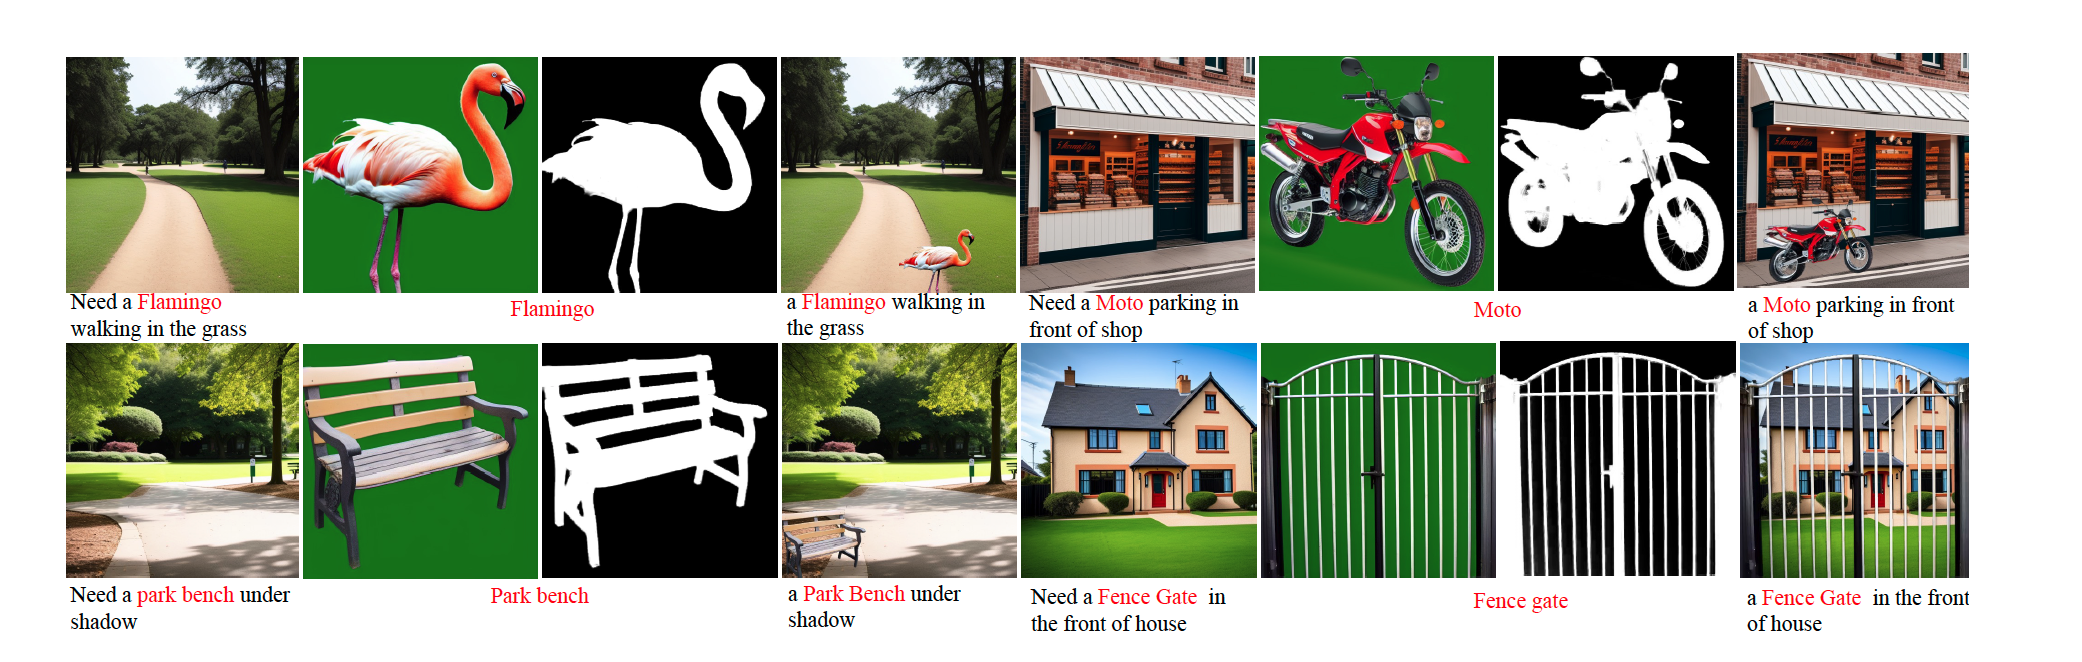 Need a Flamingo
walking in the grass
Flamingo
a Flamingo walking in
the grass
Need a Moto parking in
front of shop
Moto
a Moto parking in front
of shop
Need a park bench under
shadow
Park bench
a Park Bench under
shadow
Need a Fence Gate in
the front of house
Fence gate
a Fence Gate in the front
of house